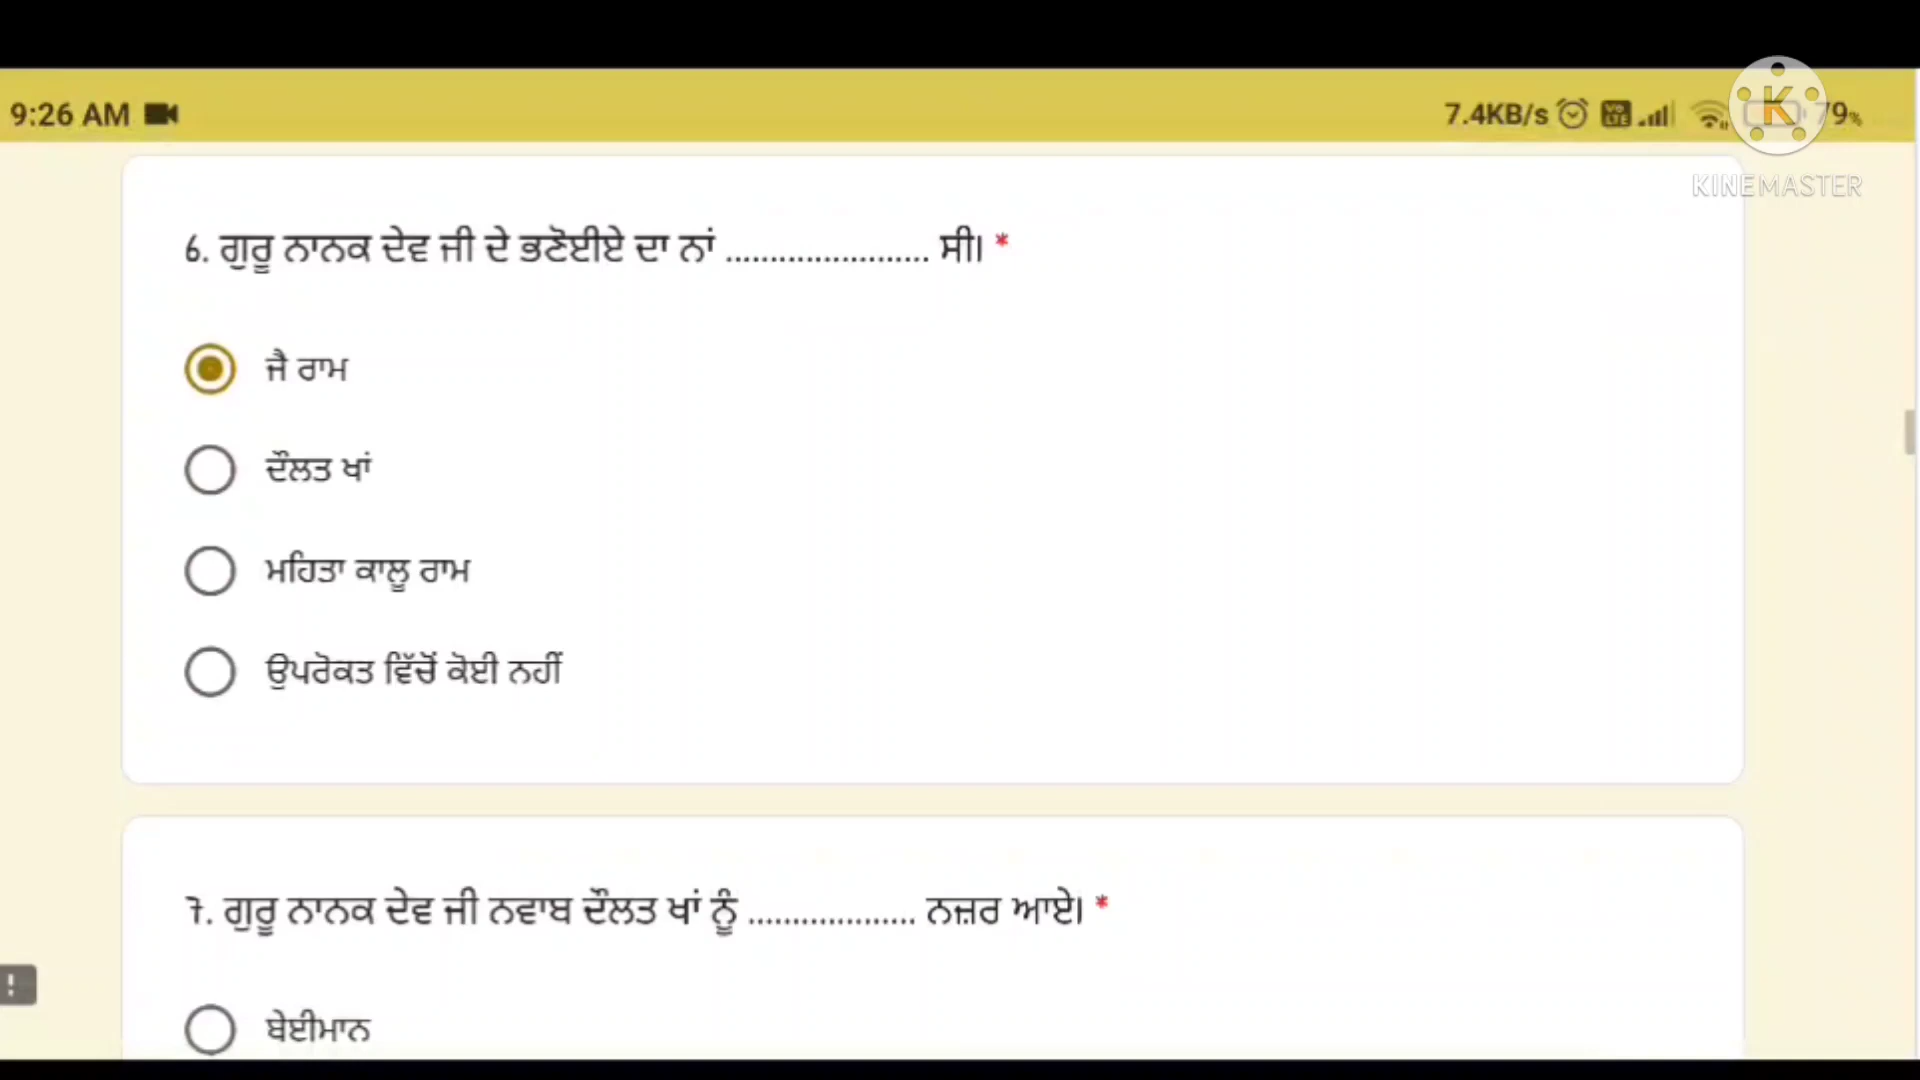 9:26 AM
7.4KB/s
79%
KINEMASTER
6. ਗੁਰੂ ਨਾਨਕ ਦੇਵ ਜੀ ਦੇ ਭਣੋਈਏ ਦਾ ਨਾਂ ....................... ਸੀ। *
ਜੈ ਰਾਮ
ਦੌਲਤ ਖਾਂ
ਮਹਿਤਾ ਕਾਲੂ ਰਾਮ
ਉਪਰੋਕਤ ਵਿੱਚੋਂ ਕੋਈ ਨਹੀਂ
7. ਗੁਰੂ ਨਾਨਕ ਦੇਵ ਜੀ ਨਵਾਬ ਦੌਲਤ ਖਾਂ ਨੂੰ ................... ਨਜ਼ਰ ਆਏ। *
ਬੇਈਮਾਨ